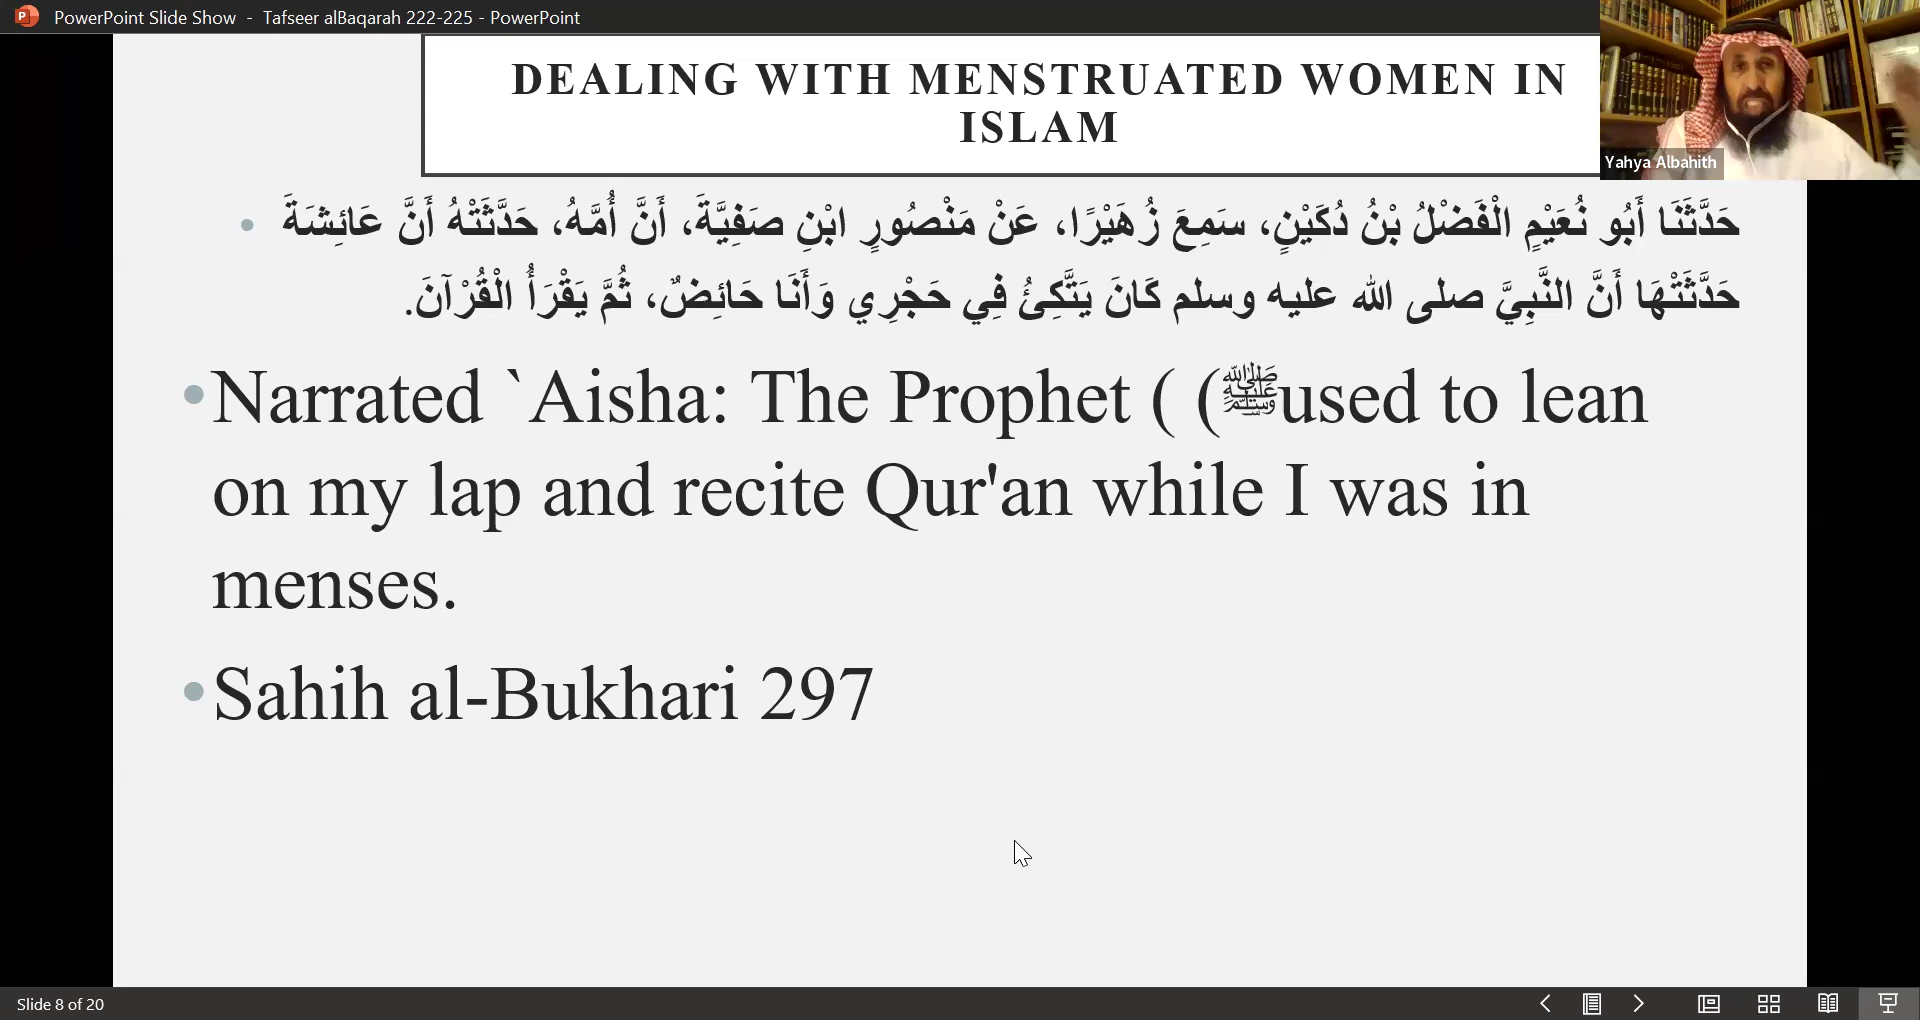 PowerPoint Slide Show - Tafseer alBaqarah 222-225 - PowerPoint
DEALING WITH MENSTRUATED WOMEN IN
ISLAM
Yahya Albahith
حَدَّثَنَا أَبُو نُعَيْمٍ الْفَضْلُ بْنُ دُكَيْنٍ، سَمِعَ زُهَيْرًا، عَنْ مَنْصُورٍ ابْنِ صَفِيَّةَ، أَنَّ أُمَّهُ، حَدَّثَتْهُ أَنَّ عَائِشَةَ
حَدَّثَتْهَا أَنَّ النَّبِيَّ صلى الله عليه وسلم كَانَ يَتَّكِئُ فِي حَجْرِي وَأَنَا حَائِضٌ، ثُمَّ يَقْرَأُ الْقُرْآنَ.
Narrated `Aisha: The Prophet ( (ﷺused to lean
on my lap and recite Qur'an while I was in
menses.
Sahih al-Bukhari 297
Slide 8 of 20